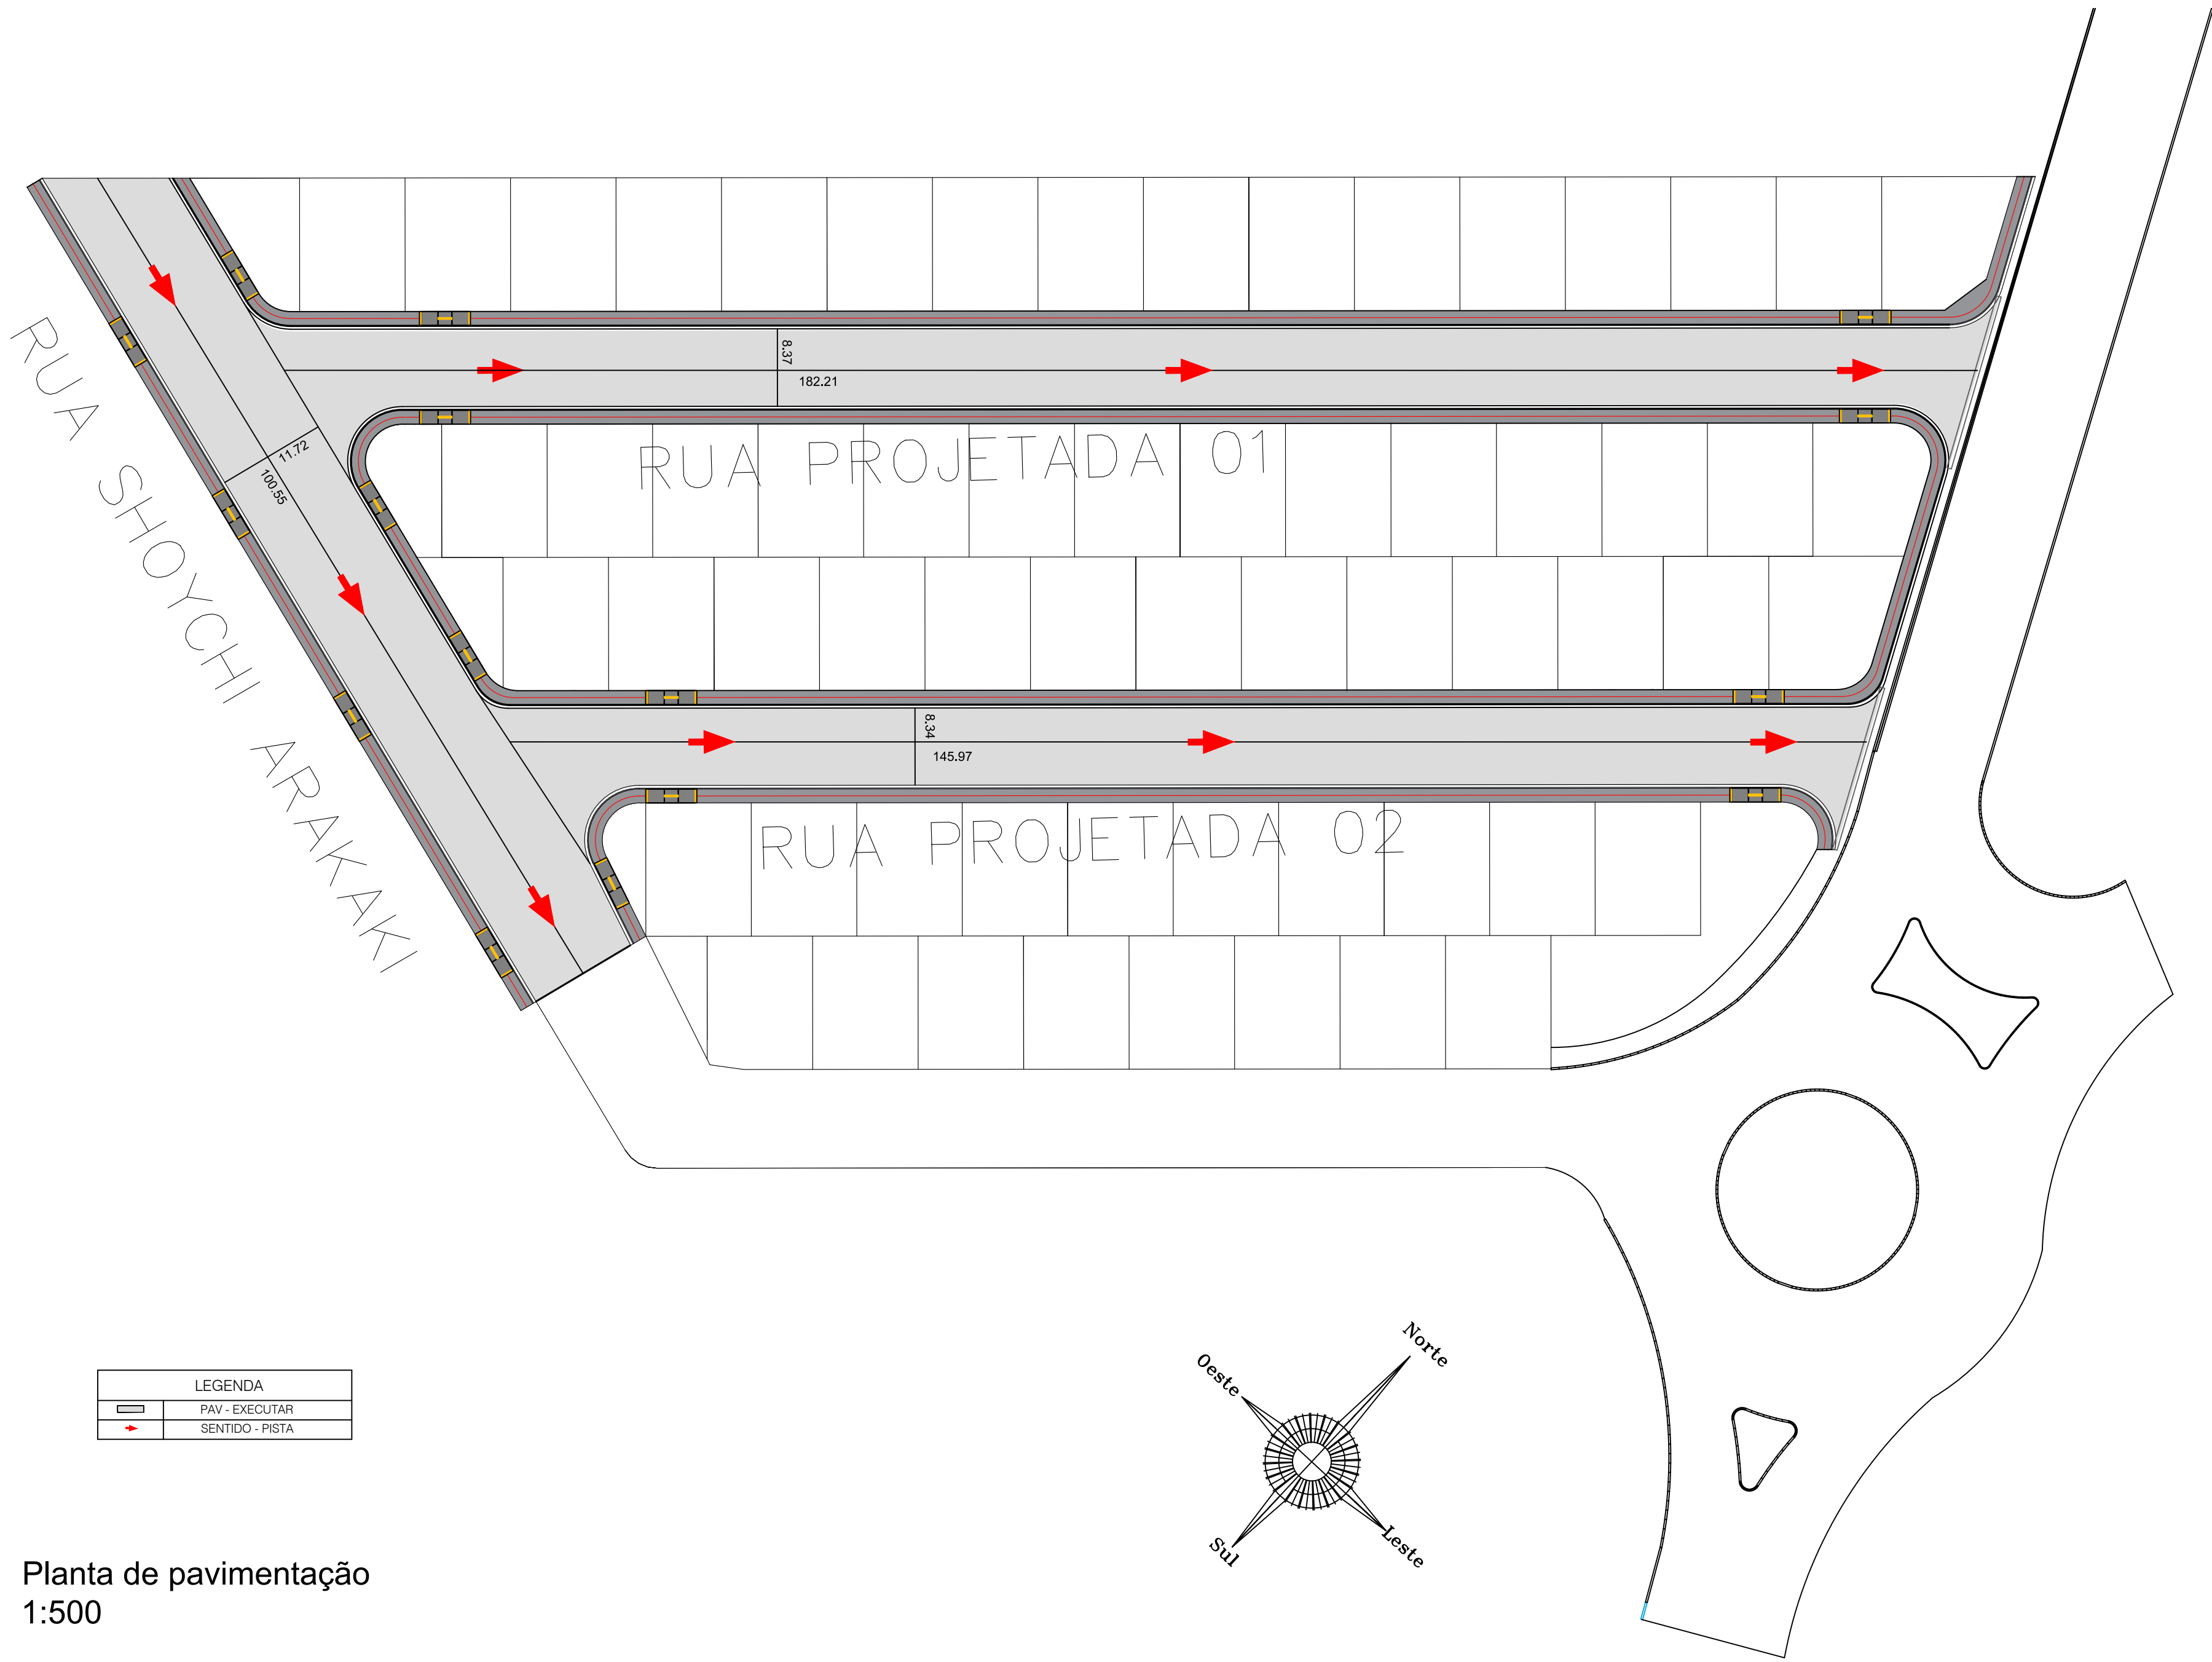 8.37
182.21
RUA PROJETADA 01
11.72
100.55
RUA SHOYCHI ARAKAKI
8.34
145.97
RUA PROJETADA 02
LEGENDA
PAV - EXECUTAR
SENTIDO - PISTA
Norte
Oeste
Sul
Leste
Planta de pavimentação
1:500